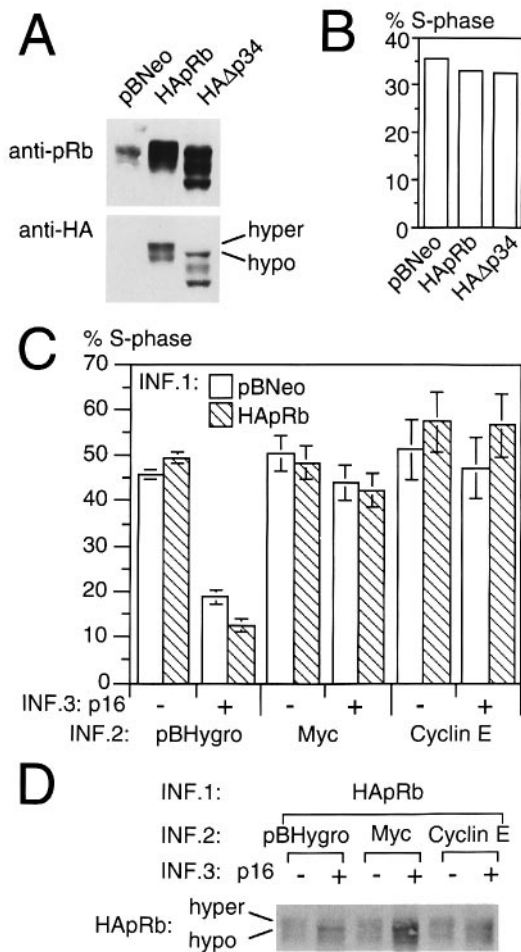 A
pBNeo
HApRb
HAΔp34
anti-pRb
anti-HA
hyper
hypo
B
% S-phase
40
30
20
10
0
pBNeo
HApRb
HAΔp34
C
% S-phase
70
60
50
40
30
20
10
0
INF.1:
pBNeo
HApRb
INF.3: p16 - + - + - +
INF.2: pBHygro Myc Cyclin E
D
INF.1: HApRb
INF.2: pBHygro Myc Cyclin E
INF.3: p16 - + - + - +
HApRb:
hyper
hypo